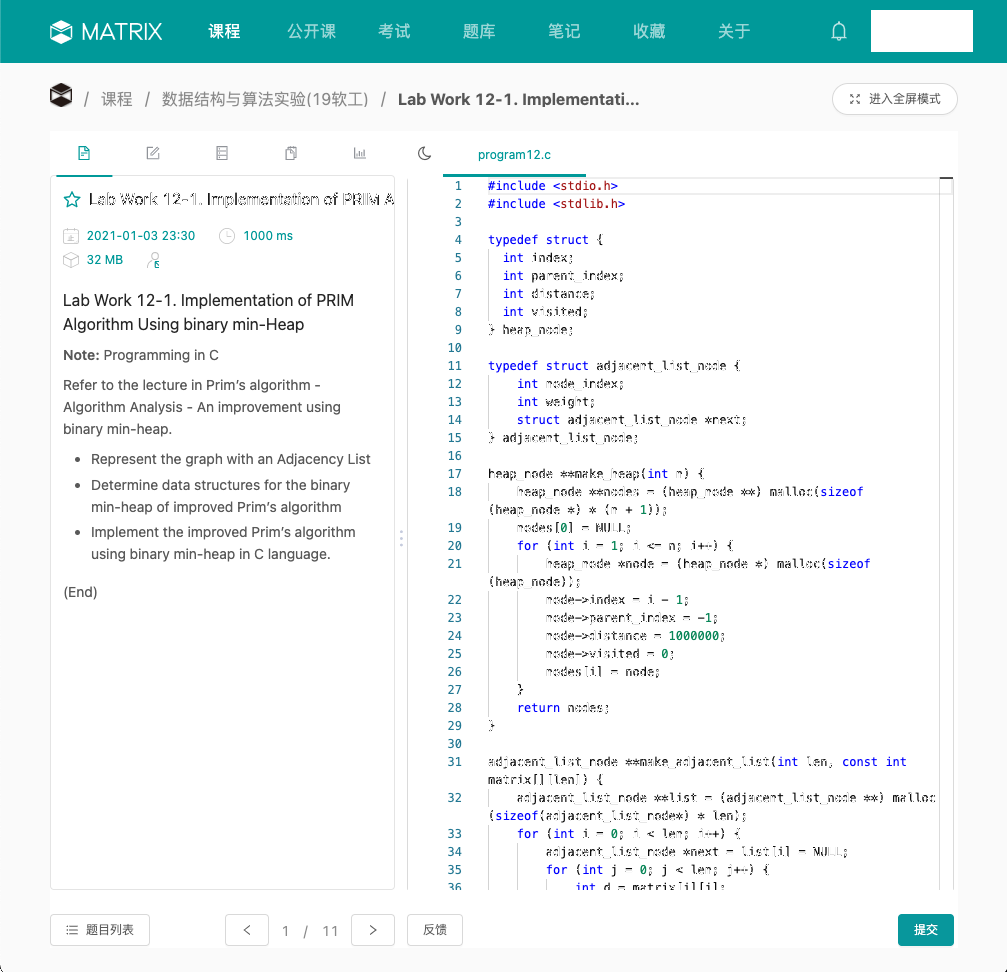 MATRIX 课程 公开课 考试 题库 笔记 收藏 关于
/ 课程 / 数据结构与算法实验(19软工) / Lab Work 12-1. Implementati...
进入全屏模式
Lab Work 12-1. Implementation of PRIM A
2021-01-03 23:30 1000 ms
32 MB
Lab Work 12-1. Implementation of PRIM
Algorithm Using binary min-Heap
Note: Programming in C
Refer to the lecture in Prim’s algorithm -
Algorithm Analysis - An improvement using
binary min-heap.
• Represent the graph with an Adjacency List
• Determine data structures for the binary
min-heap of improved Prim’s algorithm
• Implement the improved Prim’s algorithm
using binary min-heap in C language.
(End)
program12.c
1 #include <stdio.h>
2 #include <stdlib.h>
3
4 typedef struct {
5 int index;
6 int parent_index;
7 int distance;
8 int visited;
9 } heap_node;
10
11 typedef struct adjacent_list_node {
12 int node_index;
13 int weight;
14 struct adjacent_list_node *next;
15 } adjacent_list_node;
16
17 heap_node **make_heap(int n) {
18 heap_node **nodes = (heap_node **) malloc(sizeof
(heap_node *) * (n + 1));
19 nodes[0] = NULL;
20 for (int i = 1; i <= n; i++) {
21 heap_node *node = (heap_node *) malloc(sizeof
(heap_node));
22 node->index = i - 1;
23 node->parent_index = -1;
24 node->distance = 1000000;
25 node->visited = 0;
26 nodes[i] = node;
27 }
28 return nodes;
29 }
30
31 adjacent_list_node **make_adjacent_list(int len, const int
matrix[][len]) {
32 adjacent_list_node **list = (adjacent_list_node **) malloc
(sizeof(adjacent_list_node*) * len);
33 for (int i = 0; i < len; i++) {
34 adjacent_list_node *next = list[i] = NULL;
35 for (int j = 0; j < len; j++) {
36 int d = matrix[i][j];
题目列表 < 1 / 11 > 反馈 提交